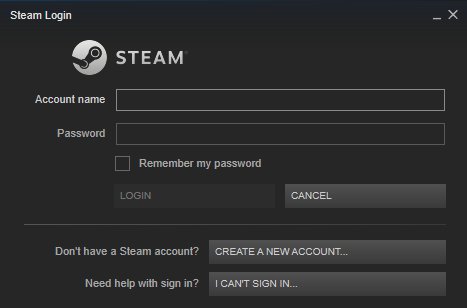 Steam Login
STEAM
Account name
Password
Remember my password
LOGIN
CANCEL
Don't have a Steam account?
CREATE A NEW ACCOUNT...
Need help with sign in?
I CAN'T SIGN IN...